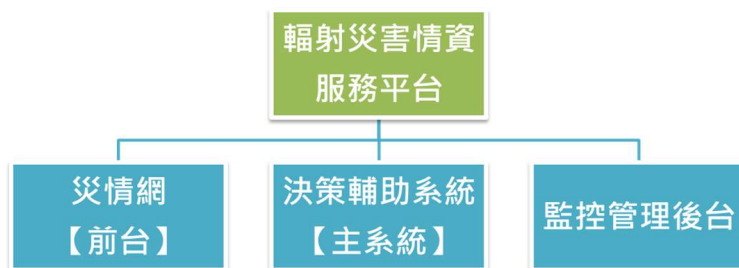 輻射災害情資
服務平台
災情網
【前台】
決策輔助系統
【主系統】
監控管理後台